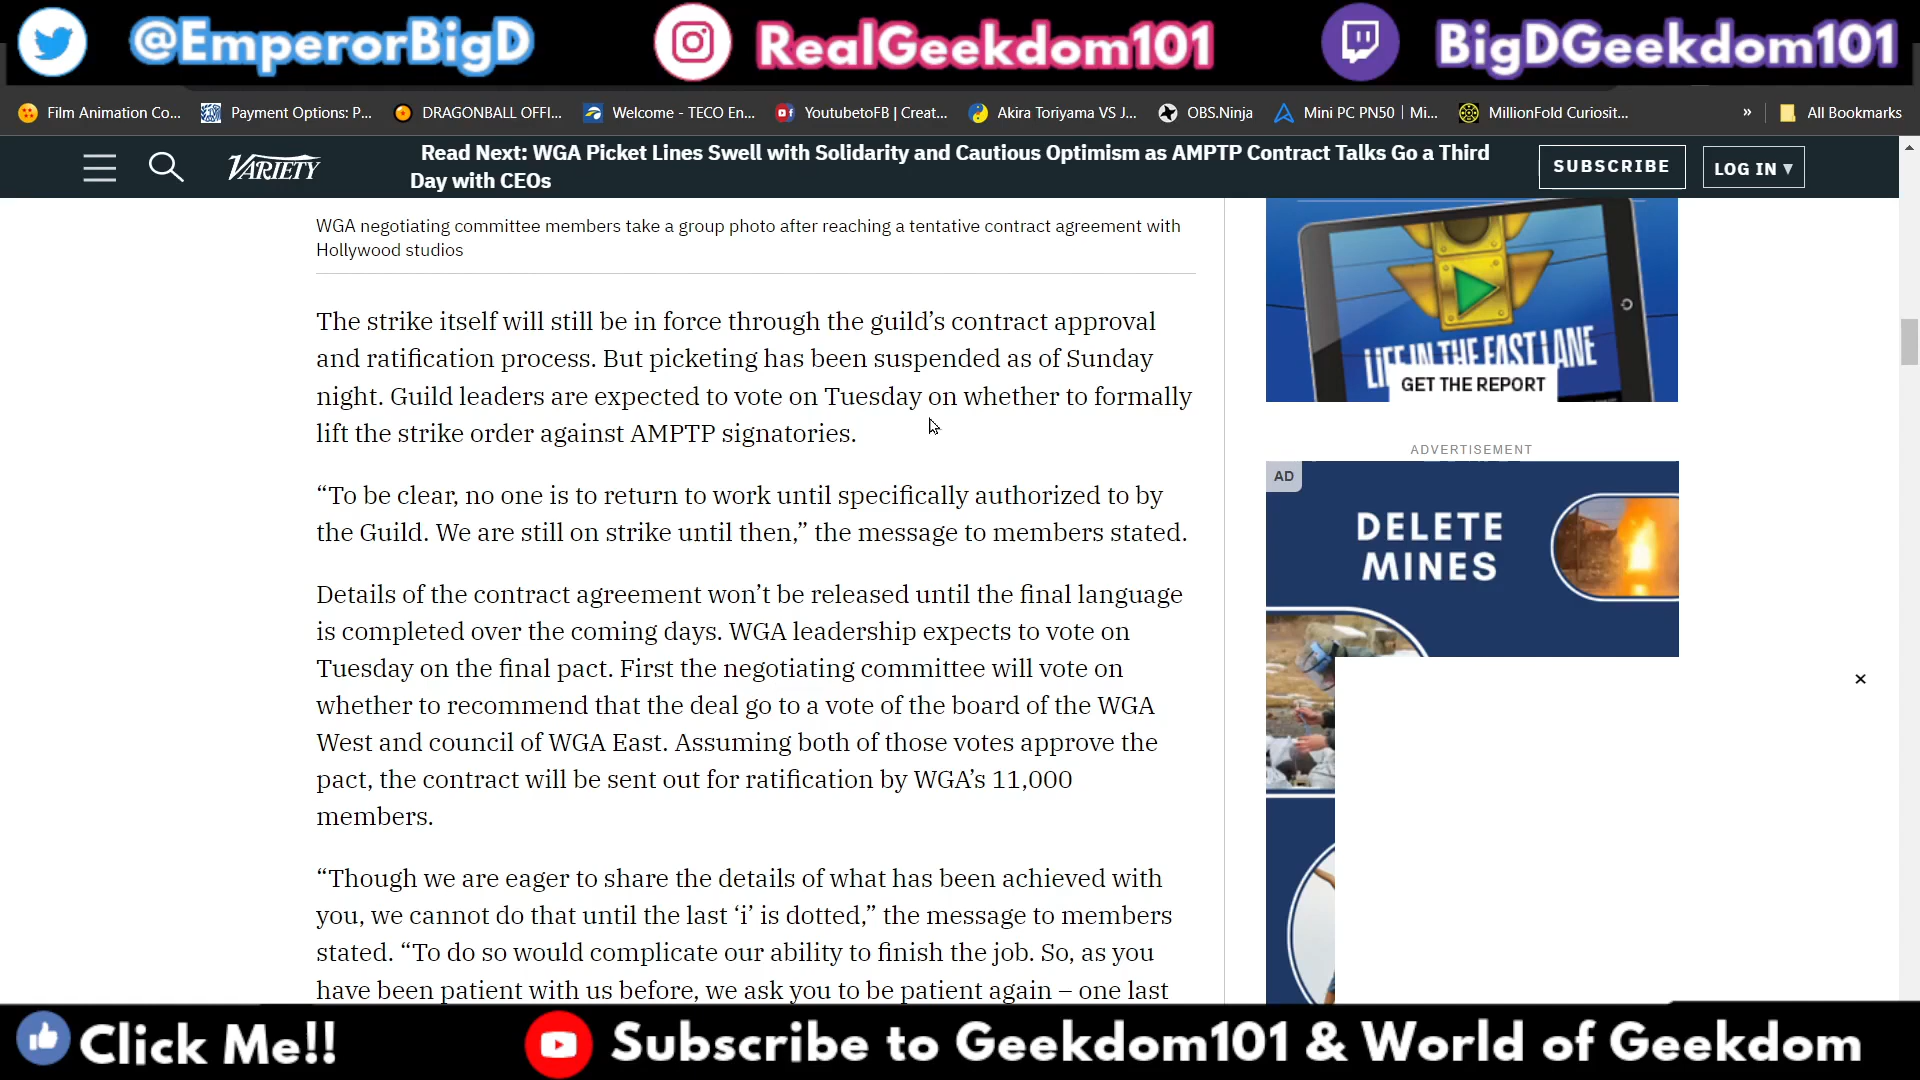 @EmperorBigD
RealGeekdom101
BigDGeekdom101
Film Animation Co...
Payment Options: P...
DRAGONBALL OFFI...
Welcome - TECO En...
YoutubetoFB | Creat...
Akira Toriyama VS J...
OBS.Ninja
Mini PC PN50 | Mi...
MillionFold Curiosit...
»
All Bookmarks
VARIETY
Read Next: WGA Picket Lines Swell with Solidarity and Cautious Optimism as AMPTP Contract Talks Go a Third
Day with CEOs
SUBSCRIBE
LOG IN ▾
WGA negotiating committee members take a group photo after reaching a tentative contract agreement with
Hollywood studios
The strike itself will still be in force through the guild’s contract approval
and ratification process. But picketing has been suspended as of Sunday
night. Guild leaders are expected to vote on Tuesday on whether to formally
lift the strike order against AMPTP signatories.
“To be clear, no one is to return to work until specifically authorized to by
the Guild. We are still on strike until then,” the message to members stated.
Details of the contract agreement won’t be released until the final language
is completed over the coming days. WGA leadership expects to vote on
Tuesday on the final pact. First the negotiating committee will vote on
whether to recommend that the deal go to a vote of the board of the WGA
West and council of WGA East. Assuming both of those votes approve the
pact, the contract will be sent out for ratification by WGA’s 11,000
members.
“Though we are eager to share the details of what has been achieved with
you, we cannot do that until the last ‘i’ is dotted,” the message to members
stated. “To do so would complicate our ability to finish the job. So, as you
have been patient with us before, we ask you to be patient again – one last
LIFE IN THE FAST LANE
GET THE REPORT
ADVERTISEMENT
AD
DELETE
MINES
×
Click Me!!
Subscribe to Geekdom101 & World of Geekdom